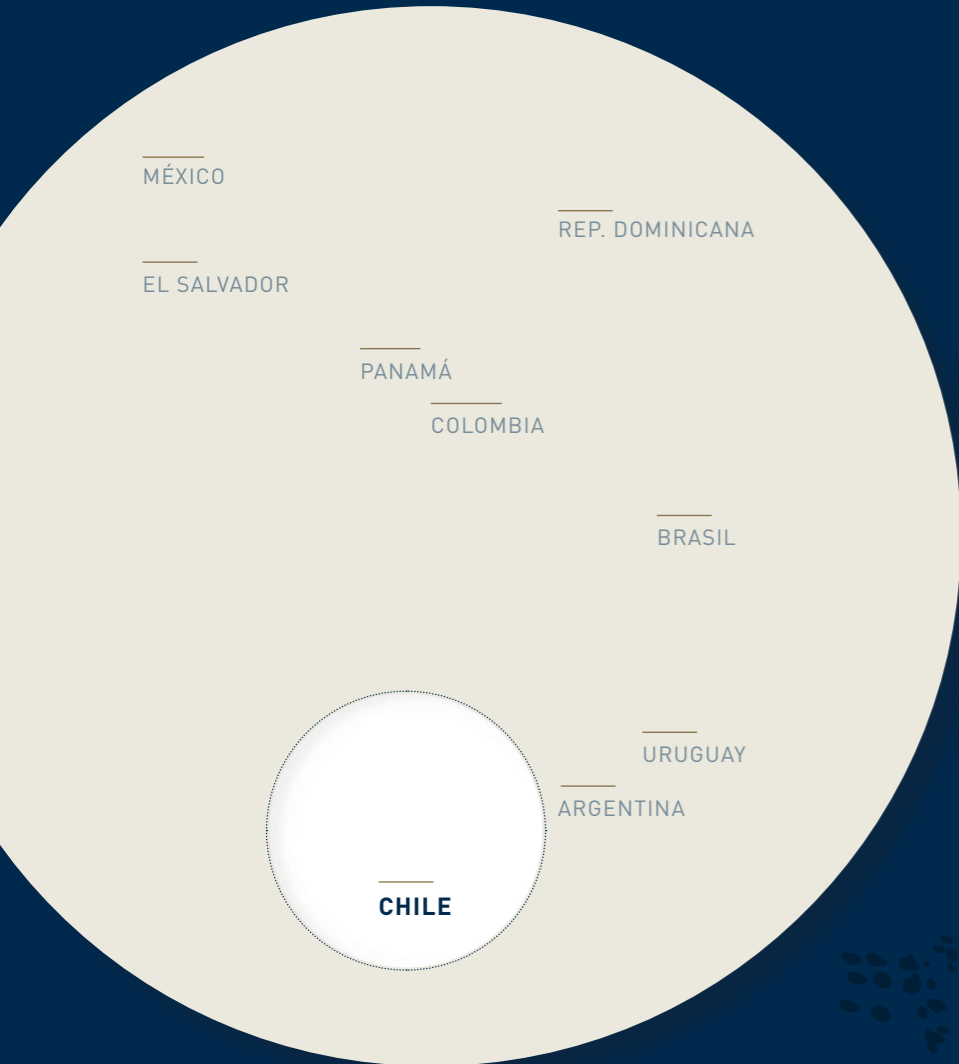 MÉXICO
REP. DOMINICANA
EL SALVADOR
PANAMÁ
COLOMBIA
BRASIL
URUGUAY
ARGENTINA
CHILE